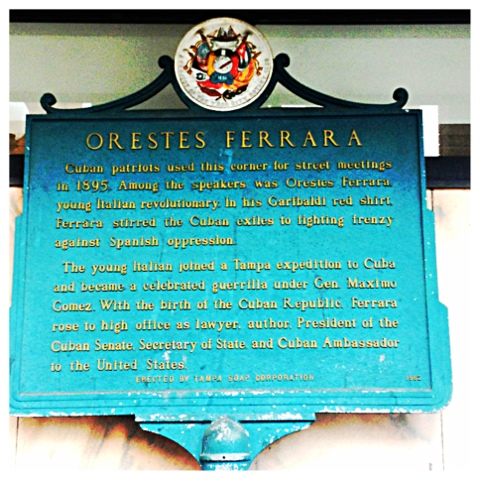 ORESTES FERRARA
Cuban patriots used this corner for street meetings
in 1895. Among the speakers was Orestes Ferrara,
young Italian revolutionary. In his Garibaldi red shirt,
Ferrara stirred the Cuban exiles to fighting frenzy
against Spanish oppression.
The young Italian joined a Tampa expedition to Cuba
and became a celebrated guerrilla under Gen. Maximo
Gomez. With the birth of the Cuban Republic, Ferrara
rose to high office as lawyer, author, President of the
Cuban Senate, Secretary of State, and Cuban Ambassador
to the United States.
ERECTED BY TAMPA SOAP CORPORATION